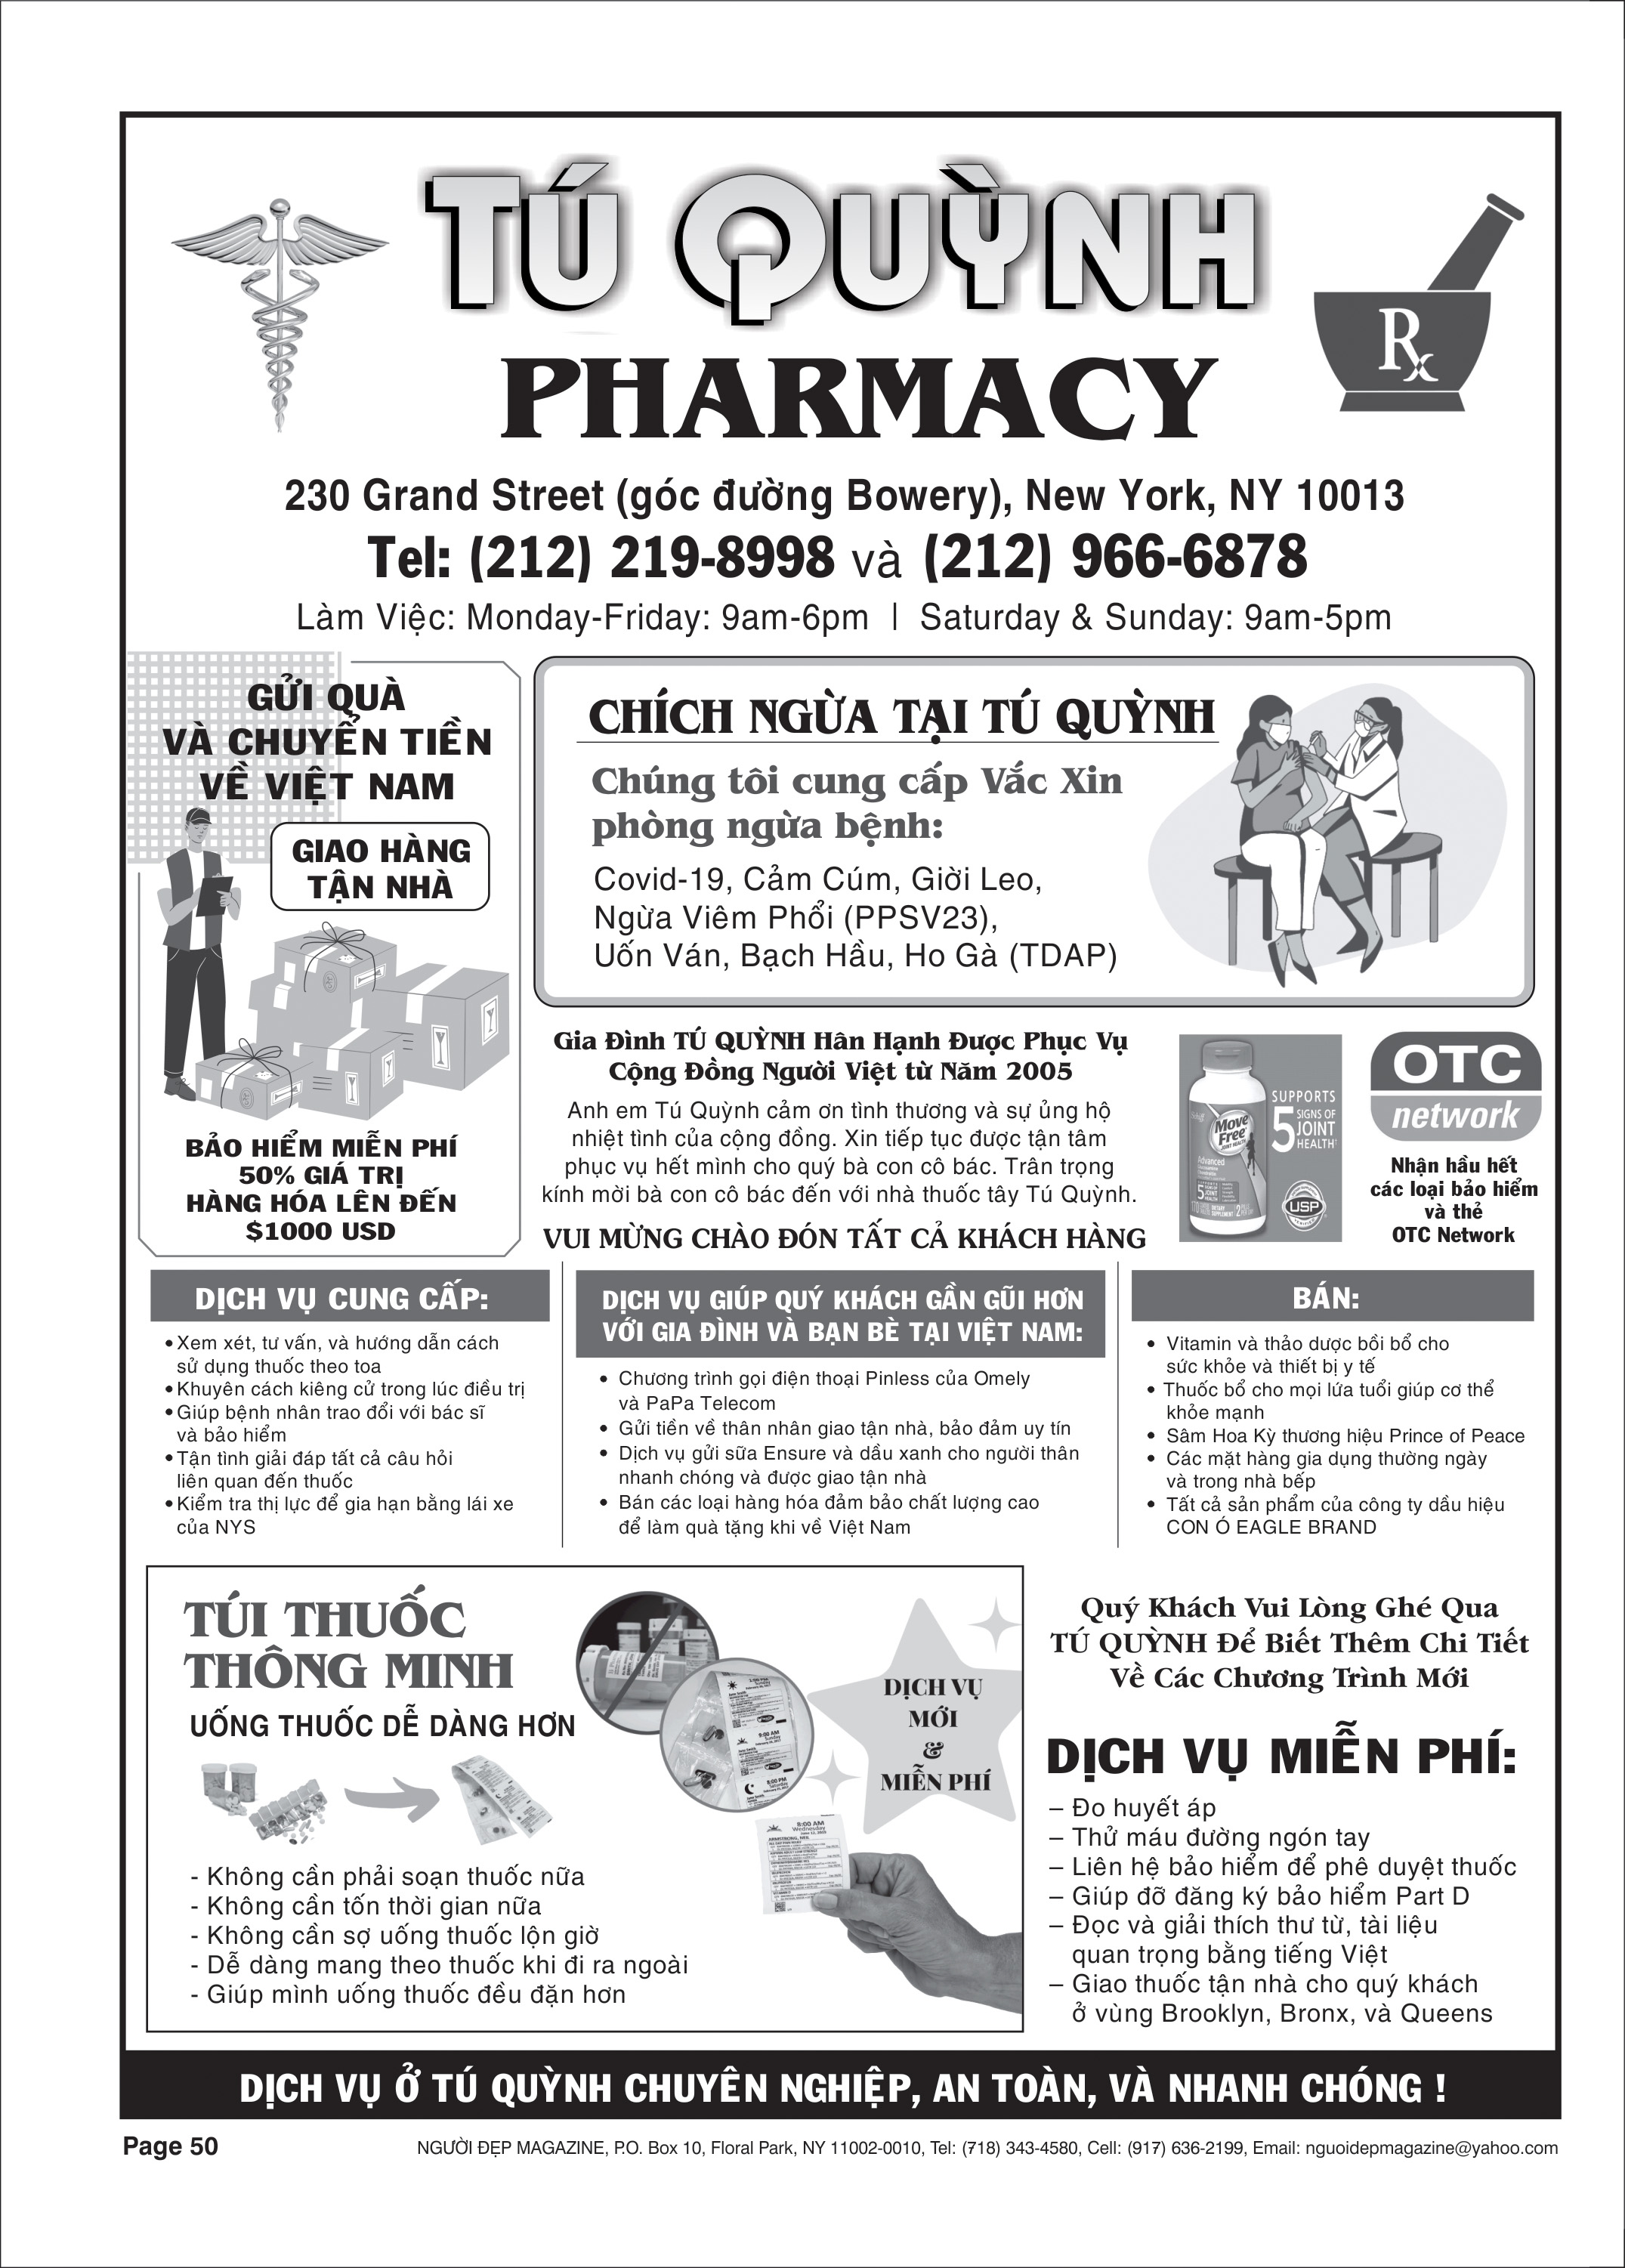 TÚ QUỲNH
PHARMACY
Rx
230 Grand Street (góc đường Bowery), New York, NY 10013
Tel: (212) 219-8998 và (212) 966-6878
Làm Việc: Monday-Friday: 9am-6pm | Saturday & Sunday: 9am-5pm
GỬI QUÀ
VÀ CHUYỂN TIỀN
VỀ VIỆT NAM
GIAO HÀNG
TẬN NHÀ
BẢO HIỂM MIỄN PHÍ
50% GIÁ TRỊ
HÀNG HÓA LÊN ĐẾN
$1000 USD
CHÍCH NGỪA TẠI TÚ QUỲNH
Chúng tôi cung cấp Vắc Xin
phòng ngừa bệnh:
Covid-19, Cảm Cúm, Giời Leo,
Ngừa Viêm Phổi (PPSV23),
Uốn Ván, Bạch Hầu, Ho Gà (TDAP)
Gia Đình TÚ QUỲNH Hân Hạnh Được Phục Vụ
Cộng Đồng Người Việt từ Năm 2005
Anh em Tú Quỳnh cảm ơn tình thương và sự ủng hộ
nhiệt tình của cộng đồng. Xin tiếp tục được tận tâm
phục vụ hết mình cho quý bà con cô bác. Trân trọng
kính mời bà con cô bác đến với nhà thuốc tây Tú Quỳnh.
VUI MỪNG CHÀO ĐÓN TẤT CẢ KHÁCH HÀNG
Move
Free
JOINT HEALTH
Advanced
SUPPORTS
5 SIGNS OF
JOINT
HEALTH
USP
OTC
network
Nhận hầu hết
các loại bảo hiểm
và thẻ
OTC Network
DỊCH VỤ CUNG CẤP:
• Xem xét, tư vấn, và hướng dẫn cách
sử dụng thuốc theo toa
• Khuyên cách kiêng cử trong lúc điều trị
• Giúp bệnh nhân trao đổi với bác sĩ
và bảo hiểm
• Tận tình giải đáp tất cả câu hỏi
liên quan đến thuốc
• Kiểm tra thị lực để gia hạn bằng lái xe
của NYS
DỊCH VỤ GIÚP QUÝ KHÁCH GẦN GŨI HƠN
VỚI GIA ĐÌNH VÀ BẠN BÈ TẠI VIỆT NAM:
• Chương trình gọi điện thoại Pinless của Omely
và PaPa Telecom
• Gửi tiền về thân nhân giao tận nhà, bảo đảm uy tín
• Dịch vụ gửi sữa Ensure và dầu xanh cho người thân
nhanh chóng và được giao tận nhà
• Bán các loại hàng hóa đảm bảo chất lượng cao
để làm quà tặng khi về Việt Nam
BÁN:
• Vitamin và thảo dược bồi bổ cho
sức khỏe và thiết bị y tế
• Thuốc bổ cho mọi lứa tuổi giúp cơ thể
khỏe mạnh
• Sâm Hoa Kỳ thương hiệu Prince of Peace
• Các mặt hàng gia dụng thường ngày
và trong nhà bếp
• Tất cả sản phẩm của công ty dầu hiệu
CON Ó EAGLE BRAND
TÚI THUỐC
THÔNG MINH
UỐNG THUỐC DỄ DÀNG HƠN
- Không cần phải soạn thuốc nữa
- Không cần tốn thời gian nữa
- Không cần sợ uống thuốc lộn giờ
- Dễ dàng mang theo thuốc khi đi ra ngoài
- Giúp mình uống thuốc đều đặn hơn
9:00 AM
Sunday
8:00 PM
Saturday
8:00 AM
Wednesday
DỊCH VỤ
MỚI
&
MIỄN PHÍ
Quý Khách Vui Lòng Ghé Qua
TÚ QUỲNH Để Biết Thêm Chi Tiết
Về Các Chương Trình Mới
DỊCH VỤ MIỄN PHÍ:
– Đo huyết áp
– Thử máu đường ngón tay
– Liên hệ bảo hiểm để phê duyệt thuốc
– Giúp đỡ đăng ký bảo hiểm Part D
– Đọc và giải thích thư từ, tài liệu
quan trọng bằng tiếng Việt
– Giao thuốc tận nhà cho quý khách
ở vùng Brooklyn, Bronx, và Queens
DỊCH VỤ Ở TÚ QUỲNH CHUYÊN NGHIỆP, AN TOÀN, VÀ NHANH CHÓNG !
Page 50
NGƯỜI ĐẸP MAGAZINE, P.O. Box 10, Floral Park, NY 11002-0010, Tel: (718) 343-4580, Cell: (917) 636-2199, Email: nguoidepmagazine@yahoo.com